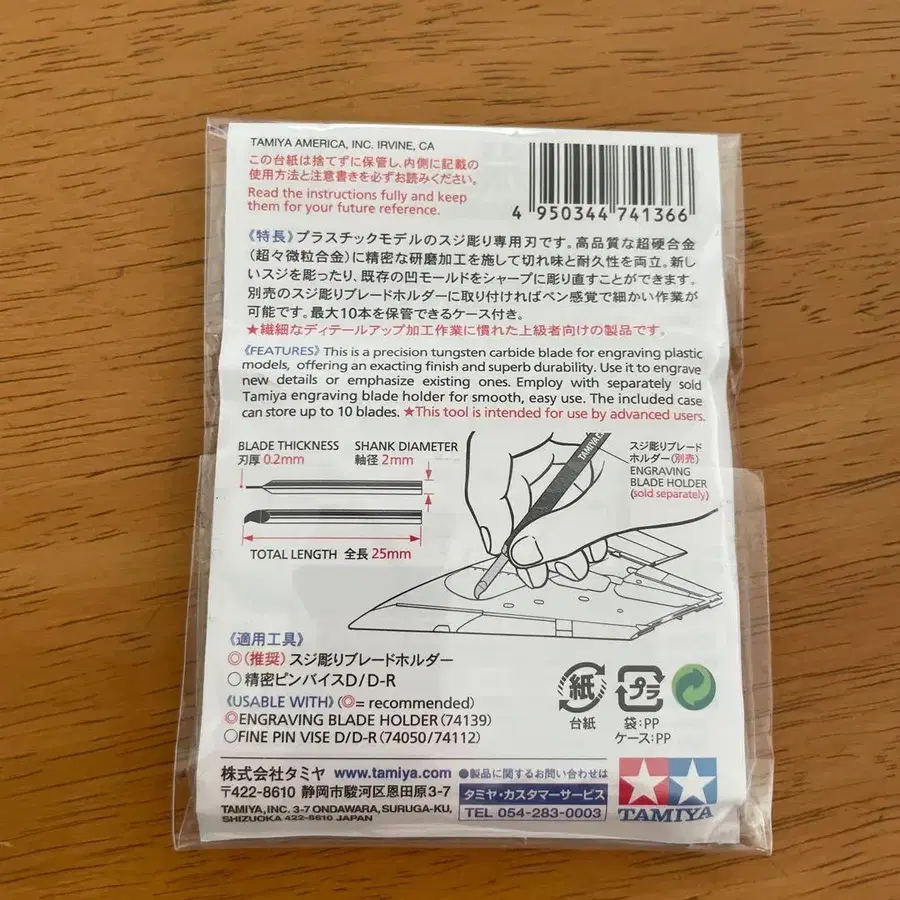 TAMIYA AMERICA, INC. IRVINE, CA
この台紙は捨てずに保管し、内側に記載の
使用方法と注意書きを必ずお読みください。
Read the instructions fully and keep
them for your future reference.
4 950344 741366
《特長》プラスチックモデルのスジ彫り専用刃です。高品質な超硬合金
(超々微粒合金)に精密な研磨加工を施して切れ味と耐久性を両立。新し
いスジを彫ったり、既存の凹モールドをシャープに彫り直すことができます。
別売のスジ彫りブレードホルダーに取り付ければペン感覚で細かい作業が
可能です。最大10本を保管できるケース付き。
★繊細なディテールアップ加工作業に慣れた上級者向けの製品です。
《FEATURES》This is a precision tungsten carbide blade for engraving plastic
models, offering an exacting finish and superb durability. Use it to engrave
new details or emphasize existing ones. Employ with separately sold
Tamiya engraving blade holder for smooth, easy use. The included case
can store up to 10 blades. ★This tool is intended for use by advanced users.
BLADE THICKNESS
刃厚 0.2mm
SHANK DIAMETER
軸径 2mm
TOTAL LENGTH 全長 25mm
TAMIYA
スジ彫りブレード
ホルダー(別売)
ENGRAVING
BLADE HOLDER
(sold separately)
《適用工具》
◎(推奨)スジ彫りブレードホルダー
○精密ピンバイスD/D-R
《USABLE WITH》(◎= recommended)
◎ENGRAVING BLADE HOLDER (74139)
○FINE PIN VISE D/D-R (74050/74112)
紙
台紙
プラ
袋:PP
ケース:PP
株式会社タミヤ www.tamiya.com
〒422-8610 静岡市駿河区恩田原3-7
TAMIYA, INC. 3-7 ONDAWARA, SURUGA-KU,
SHIZUOKA 422-8610 JAPAN
●製品に関するお問い合わせは
タミヤ・カスタマーサービス
TEL 054-283-0003
TAMIYA